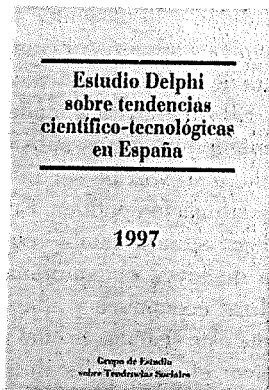 Estudio Delphi
sobre tendencias
científico-tecnológicas
en España
1997
Grupo de Estudio
sobre Tendencias Sociales